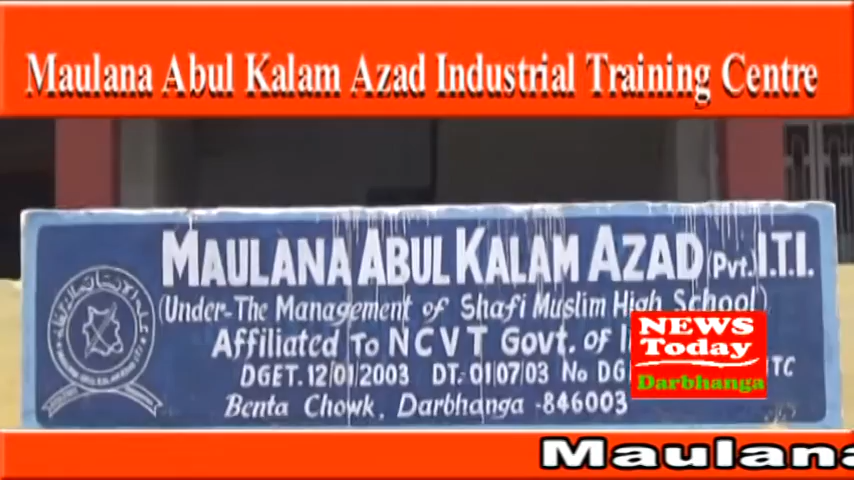 Maulana Abul Kalam Azad Industrial Training Centre
MAULANA ABUL KALAM AZAD (Pvt.) I.T.I.
(Under-The Management of Shafi Muslim High School)
Affiliated To NCVT Govt. of
DGET.12/01/2003 DT.-01/07/03 No DG TC
Benta Chowk, Darbhanga -846003
NEWS
Today
Darbhanga
Maulana